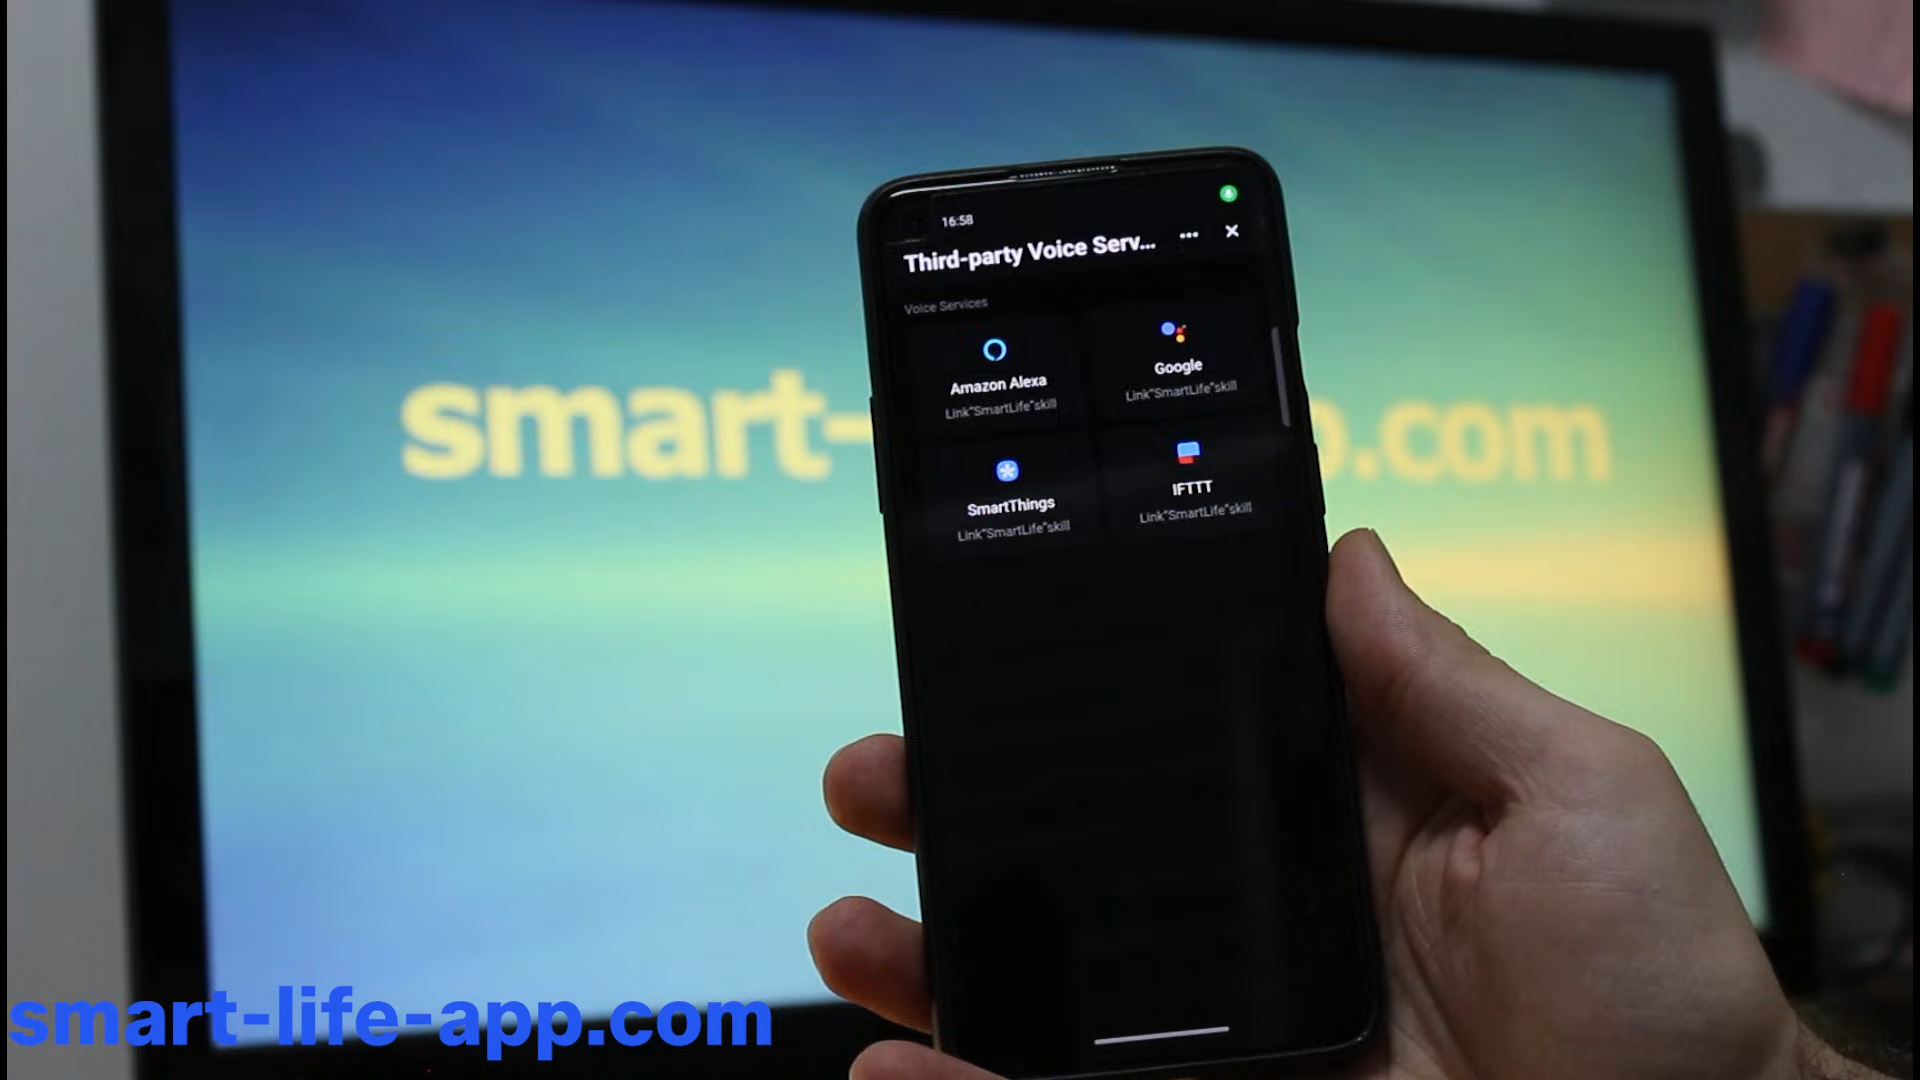 16:58
Third-party Voice Serv...
Voice Services
Amazon Alexa
Link"SmartLife"skill
Google
Link"SmartLife"skill
SmartThings
Link"SmartLife"skill
IFTTT
Link"SmartLife"skill
smart- p.com
smart-life-app.com